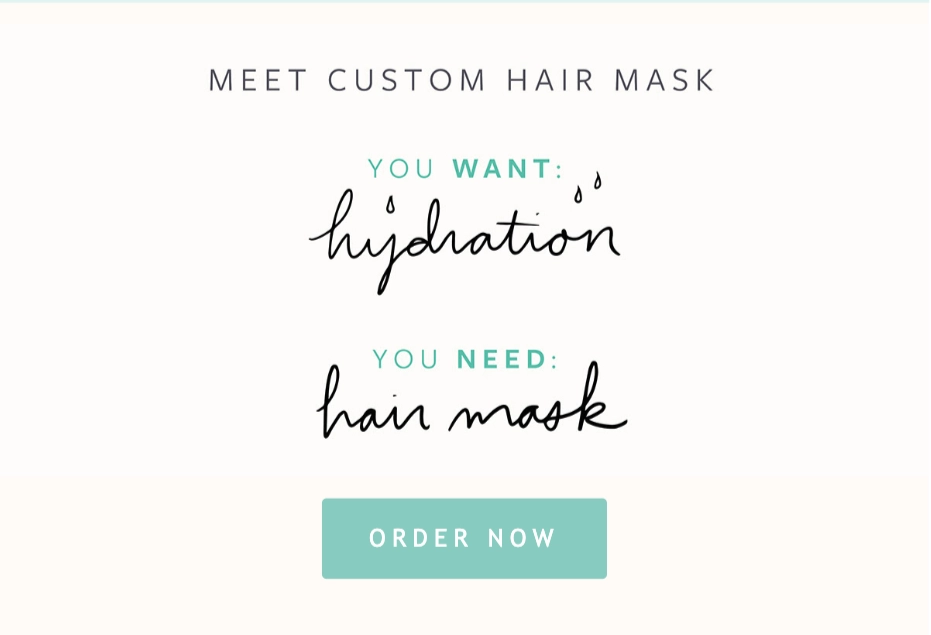 MEET CUSTOM HAIR MASK
YOU WANT:
hydration
YOU NEED:
hair mask
ORDER NOW